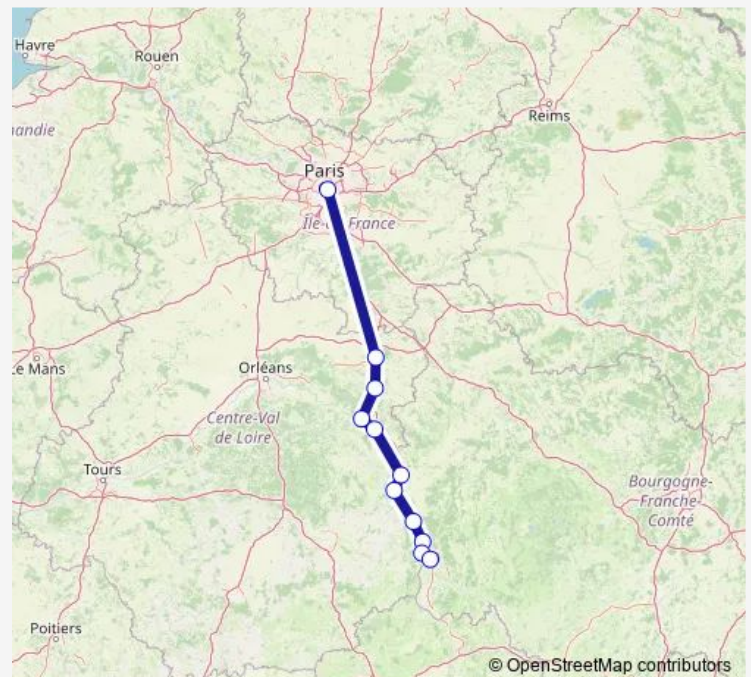 Havre
Rouen
Reims
mandie
Paris
Île-de-France
Le Mans
Orléans
Centre-Val
de Loire
Tours
Bourgogne-
Franche-
Comté
Poitiers
© OpenStreetMap contributors